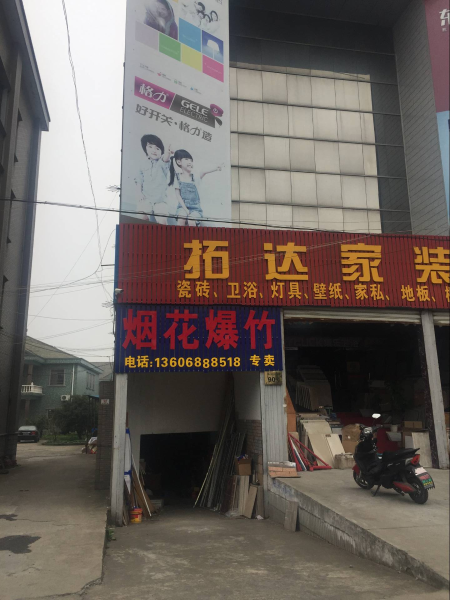 格力
GELE
好开关·格力造
拓达家装
瓷砖、卫浴、灯具、壁纸、家私、地板、
烟花爆竹
电话:13606888518 专卖